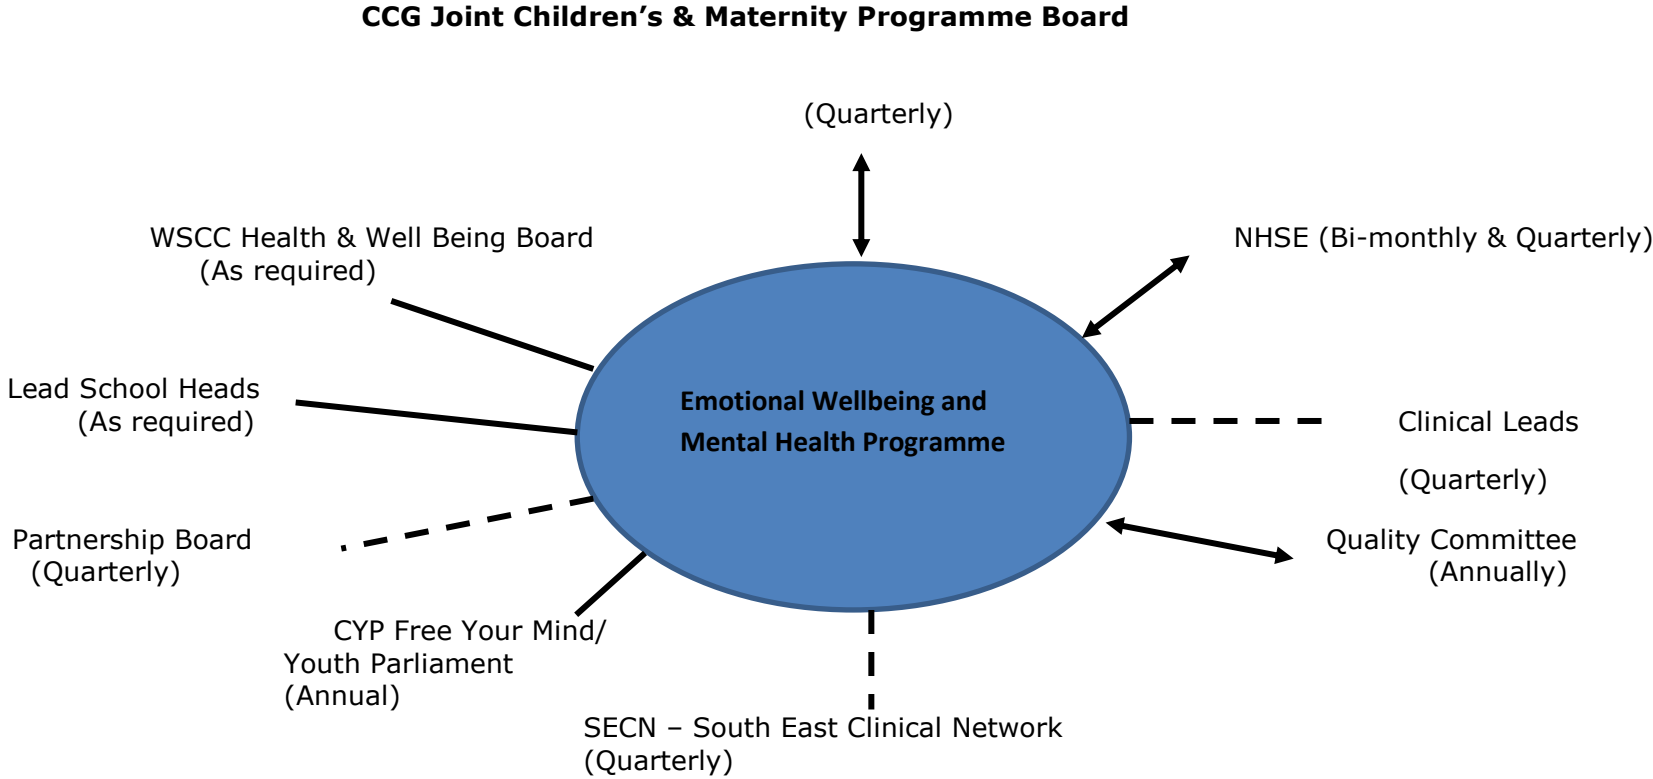 CCG Joint Children’s & Maternity Programme Board
(Quarterly)
WSCC Health & Well Being Board
(As required)
NHSE (Bi-monthly & Quarterly)
Lead School Heads
(As required)
Emotional Wellbeing and
Mental Health Programme
Clinical Leads
(Quarterly)
Partnership Board
(Quarterly)
Quality Committee
(Annually)
CYP Free Your Mind/
Youth Parliament
(Annual)
SECN – South East Clinical Network
(Quarterly)